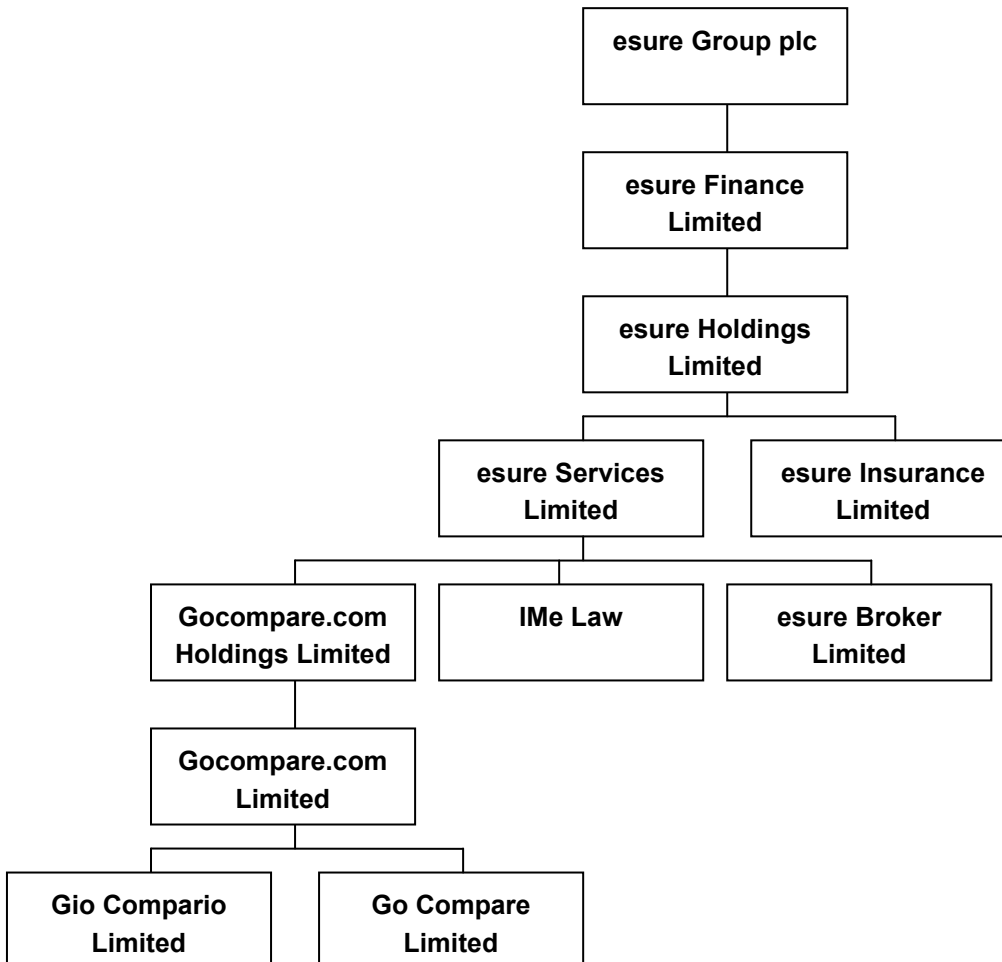 esure Group plc
esure Finance
Limited
esure Holdings
Limited
esure Services
Limited
esure Insurance
Limited
Gocompare.com
Holdings Limited
IMe Law
esure Broker
Limited
Gocompare.com
Limited
Gio Compario
Limited
Go Compare
Limited